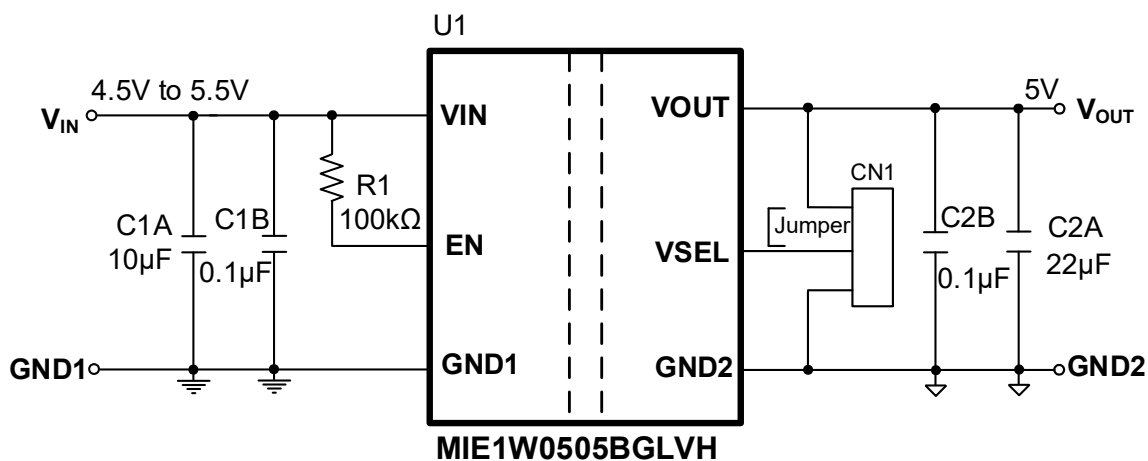 U1
4.5V to 5.5V
VIN
VIN
VOUT
5V
VOUT
R1
100kΩ
CN1
Jumper
C1A
10µF
C1B
0.1µF
EN
VSEL
C2B
0.1µF
C2A
22µF
GND1
GND1
GND2
GND2
MIE1W0505BGLVH